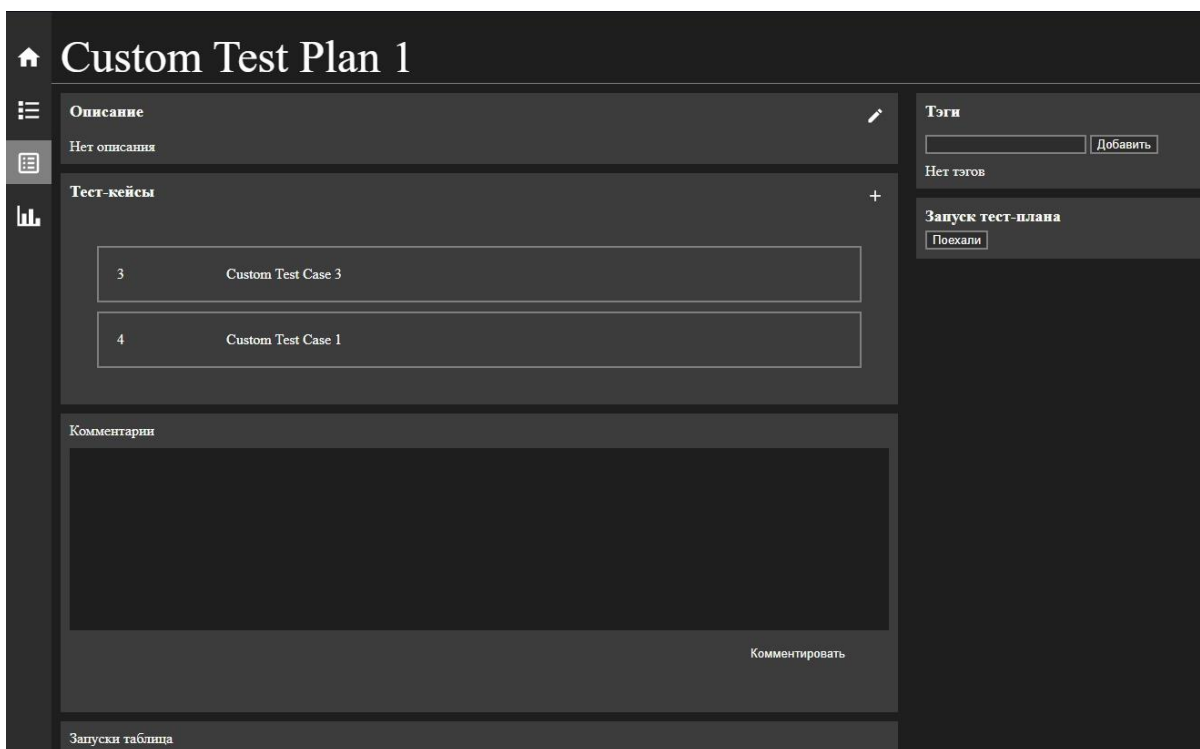 Custom Test Plan 1
Описание
Нет описания
Тест-кейсы
+
3 Custom Test Case 3
4 Custom Test Case 1
Комментарии
Комментировать
Запуски таблица
Тэги
Добавить
Нет тэгов
Запуск тест-плана
Поехали